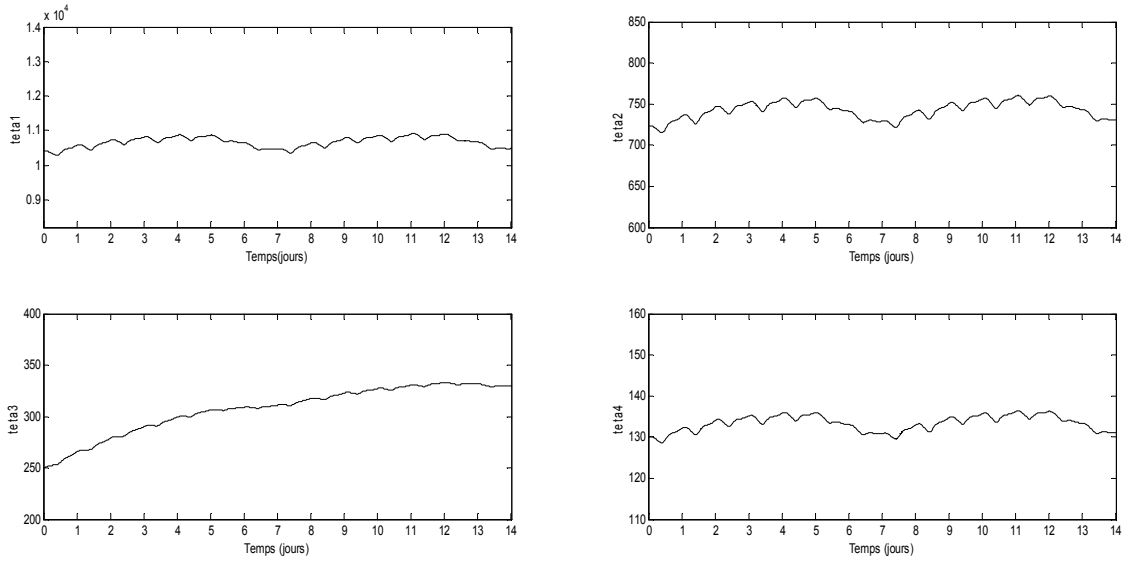 x 10⁴
1.4
1.3
1.2
1.1
1
0.9
teta1
0 1 2 3 4 5 6 7 8 9 10 11 12 13 14
Temps(jours)
850
800
750
700
650
600
teta2
0 1 2 3 4 5 6 7 8 9 10 11 12 13 14
Temps (jours)
400
350
300
250
200
teta3
0 1 2 3 4 5 6 7 8 9 10 11 12 13 14
Temps (jours)
160
150
140
130
120
110
teta4
0 1 2 3 4 5 6 7 8 9 10 11 12 13 14
Temps (jours)